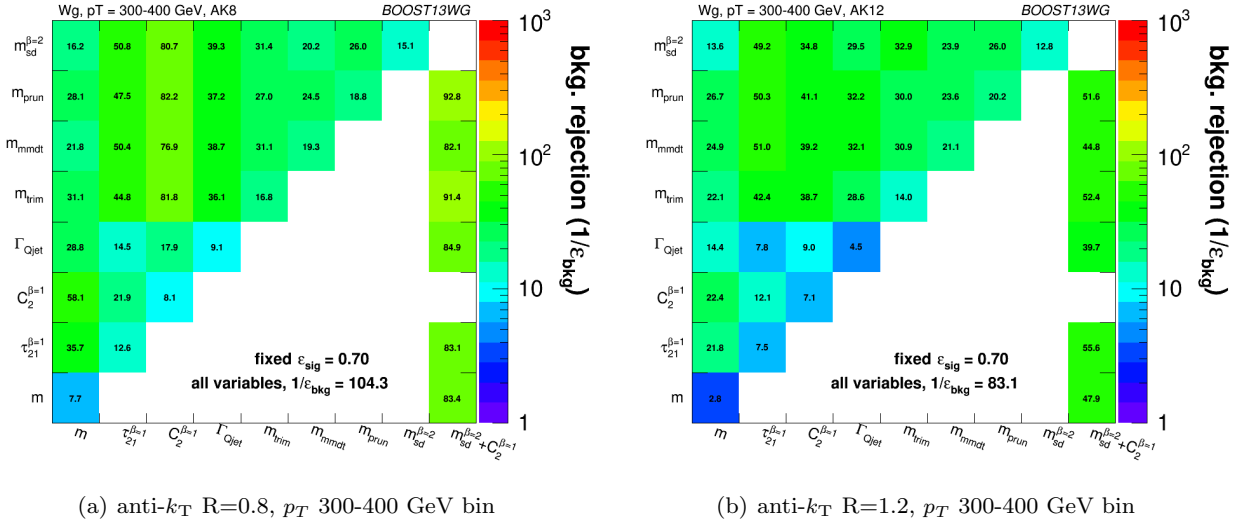 Wg, pT = 300-400 GeV, AK8 BOOST13WG
m_sd^β=2 16.2 50.8 80.7 39.3 31.4 20.2 26.0 15.1
m_prun 28.1 47.5 82.2 37.2 27.0 24.5 18.8 92.8
m_mmdt 21.8 50.4 76.9 38.7 31.1 19.3 82.1
m_trim 31.1 44.8 81.8 36.1 16.8 91.4
Γ_Qjet 28.8 14.5 17.9 9.1 84.9
C_2^β=1 58.1 21.9 8.1
τ_21^β=1 35.7 12.6 83.1
m 7.7 83.4
fixed ε_sig = 0.70
all variables, 1/ε_bkg = 104.3
m τ_21^β=1 C_2^β=1 Γ_Qjet m_trim m_mmdt m_prun m_sd^β=2 m_sd^β=2+C_2^β=1
10^3
10^2
10
1
bkg. rejection (1/ε_bkg)
(a) anti-k_T R=0.8, p_T 300-400 GeV bin
Wg, pT = 300-400 GeV, AK12 BOOST13WG
m_sd^β=2 13.6 49.2 34.8 29.5 32.9 23.9 26.0 12.8
m_prun 26.7 50.3 41.1 32.2 30.0 23.6 20.2 51.6
m_mmdt 24.9 51.0 39.2 32.1 30.9 21.1 44.8
m_trim 22.1 42.4 38.7 28.6 14.0 52.4
Γ_Qjet 14.4 7.8 9.0 4.5 39.7
C_2^β=1 22.4 12.1 7.1
τ_21^β=1 21.8 7.5 55.6
m 2.8 47.9
fixed ε_sig = 0.70
all variables, 1/ε_bkg = 83.1
m τ_21^β=1 C_2^β=1 Γ_Qjet m_trim m_mmdt m_prun m_sd^β=2 m_sd^β=2+C_2^β=1
10^3
10^2
10
1
bkg. rejection (1/ε_bkg)
(b) anti-k_T R=1.2, p_T 300-400 GeV bin